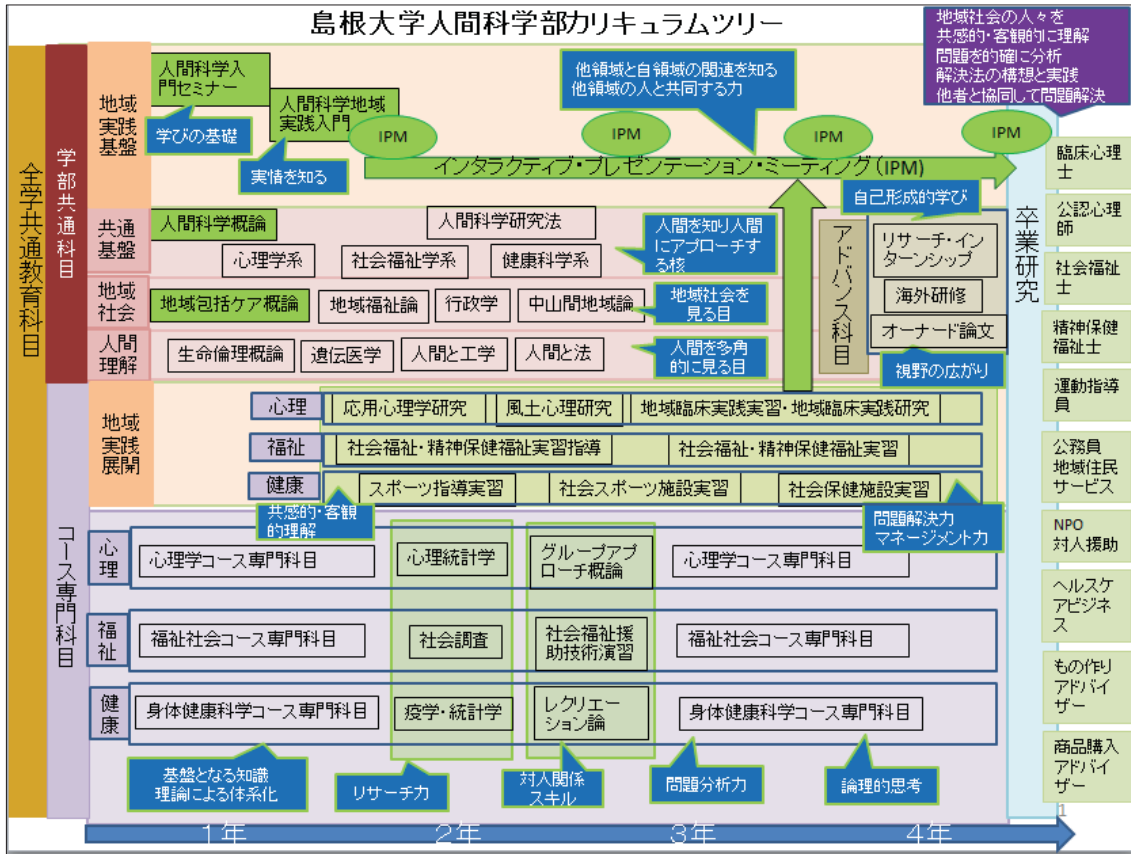 島根大学人間科学部カリキュラムツリー
地域社会の人々を
共感的・客観的に理解
問題を的確に分析
解決法の構想と実践
他者と協同して問題解決
全学共通教育科目
学部共通科目
地域
実践
基盤
人間科学入
門セミナー
学びの基礎
人間科学地域
実践入門
実情を知る
他領域と自領域の関連を知る
他領域の人と共同する力
IPM
IPM
IPM
IPM
インタラクティブ・プレゼンテーション・ミーティング(IPM)
共通
基盤
人間科学概論
人間科学研究法
心理学系
社会福祉学系
健康科学系
人間を知り人間
にアプローチす
る核
地域
社会
地域包括ケア概論
地域福祉論
行政学
中山間地域論
地域社会を
見る目
人間
理解
生命倫理概論
遺伝医学
人間と工学
人間と法
人間を多角
的に見る目
アドバンス科目
自己形成的学び
リサーチ・イン
ターンシップ
海外研修
オーナード論文
視野の広がり
地域
実践
展開
心理
応用心理学研究
風土心理研究
地域臨床実践実習・地域臨床実践研究
福祉
社会福祉・精神保健福祉実習指導
社会福祉・精神保健福祉実習
健康
スポーツ指導実習
社会スポーツ施設実習
社会保健施設実習
共感的・客観
的理解
問題解決力
マネージメント力
コース専門科目
心
理
心理学コース専門科目
心理統計学
グループアプ
ローチ概論
心理学コース専門科目
福
祉
福祉社会コース専門科目
社会調査
社会福祉援
助技術演習
福祉社会コース専門科目
健
康
身体健康科学コース専門科目
疫学・統計学
レクリエー
ション論
身体健康科学コース専門科目
基盤となる知識
理論による体系化
リサーチ力
対人関係
スキル
問題分析力
論理的思考
卒業研究
臨床心理
士
公認心理
師
社会福祉
士
精神保健
福祉士
運動指導
員
公務員
地域住民
サービス
NPO
対人援助
ヘルスケ
アビジネ
ス
もの作り
アドバイ
ザー
商品購入
アドバイ
ザー
1
1年
2年
3年
4年